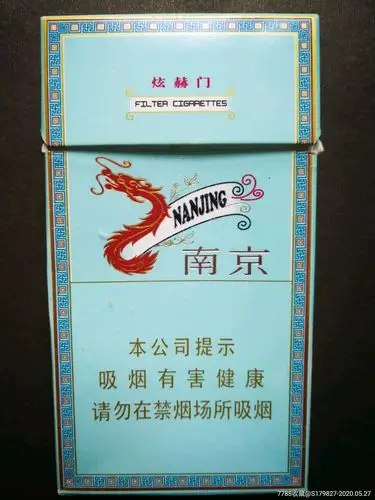 炫赫门
FILTER CIGARETTES
NANJING
南京
本公司提示
吸烟有害健康
请勿在禁烟场所吸烟
7788收藏@S179827-2020.05.27